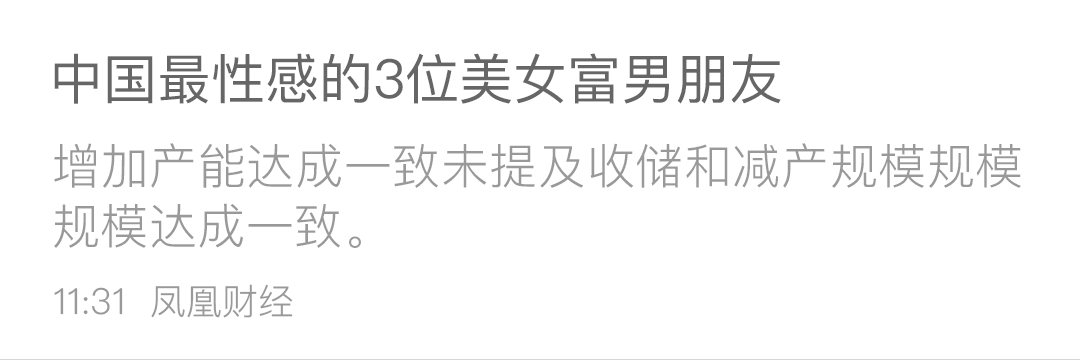 中国最性感的3位美女富男朋友
增加产能达成一致未提及收储和减产规模规模
规模达成一致。
11:31 凤凰财经